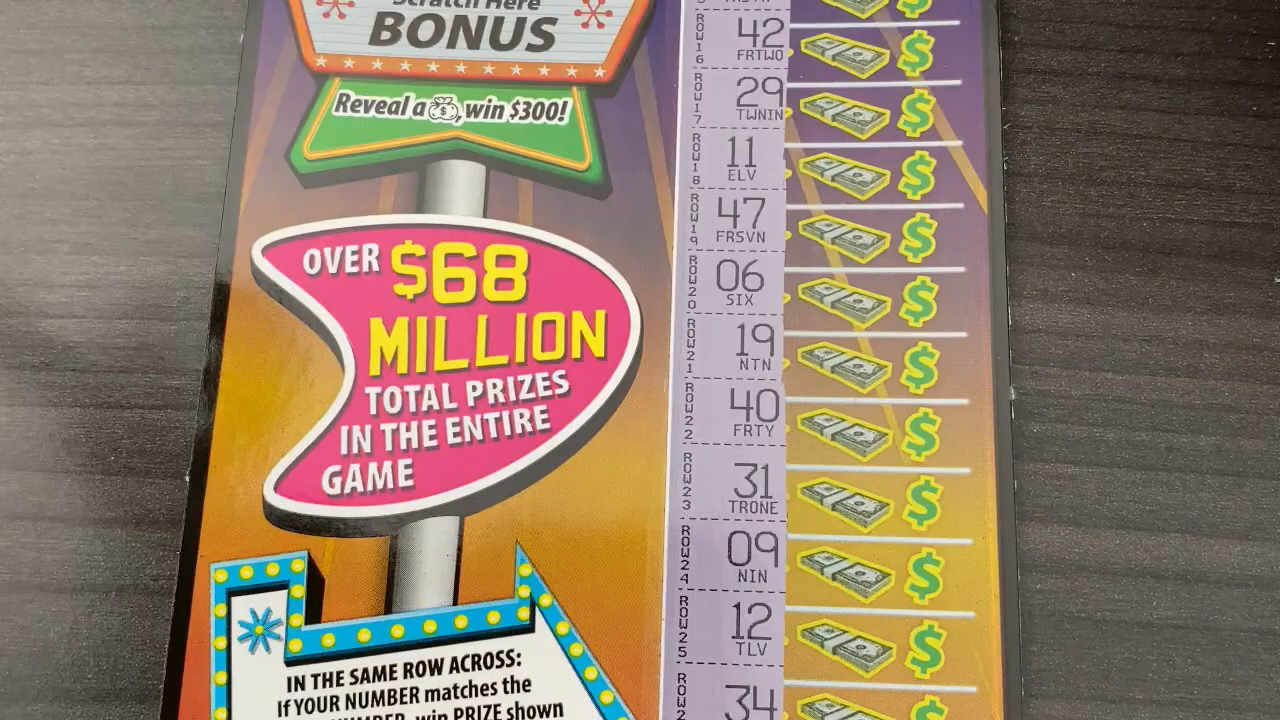 Scratch Here
BONUS
Reveal a $, win $300!
OVER $68
MILLION
TOTAL PRIZES
IN THE ENTIRE
GAME
IN THE SAME ROW ACROSS:
If YOUR NUMBER matches the
NUMBER, win PRIZE shown
ROW16 42
FRTWO
ROW17 29
TWNIN
ROW18 11
ELV
ROW19 47
FRSVN
ROW20 06
SIX
ROW21 19
NTN
ROW22 40
FRTY
ROW23 31
TRONE
ROW24 09
NIN
ROW25 12
TLV
ROW2 34
$
$
$
$
$
$
$
$
$
$
$
$